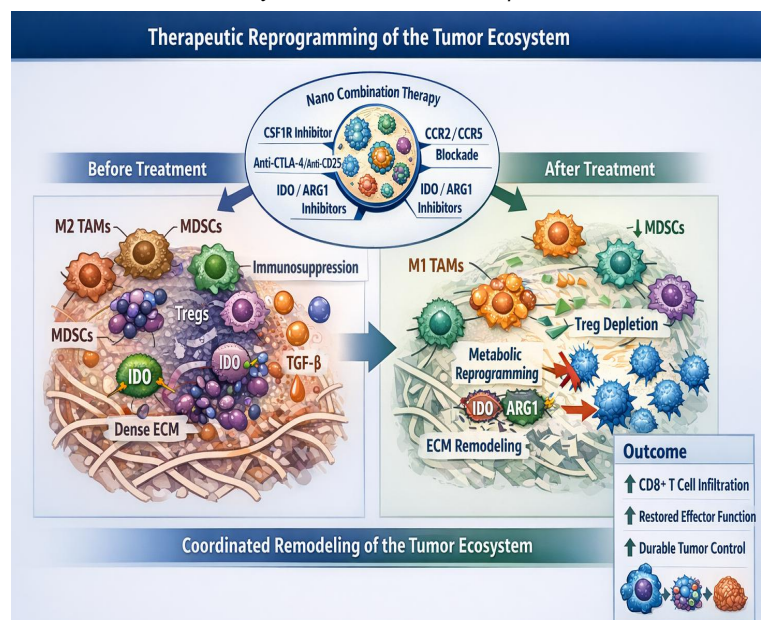 Therapeutic Reprogramming of the Tumor Ecosystem
Nano Combination Therapy
CSF1R Inhibitor
Anti-CTLA-4/Anti-CD25
IDO / ARG1
Inhibitors
CCR2 / CCR5
Blockade
IDO / ARG1
Inhibitors
Before Treatment
M2 TAMs
MDSCs
Immunosuppression
Tregs
MDSCs
IDO
IDO
TGF-β
Dense ECM
After Treatment
↓ MDSCs
M1 TAMs
Treg Depletion
Metabolic
Reprogramming
IDO
ARG1
ECM Remodeling
Outcome
↑ CD8+ T Cell Infiltration
↑ Restored Effector Function
↑ Durable Tumor Control
Coordinated Remodeling of the Tumor Ecosystem